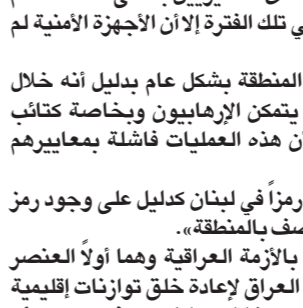 ي تلك الفترة إلا أن الأجهزة الأمنية لم
المنطقة بشكل عام بدليل أنه خلال
يتمكن الإرهابيون وبخاصة كتائب
ن هذه العمليات فاشلة بمعاييرهم
رمزاً في لبنان كدليل على وجود رمز
صف بالمنطقة».
بالأزمة العراقية وهما أولاً العنصر
العراق لإعادة خلق توازنات إقليمية